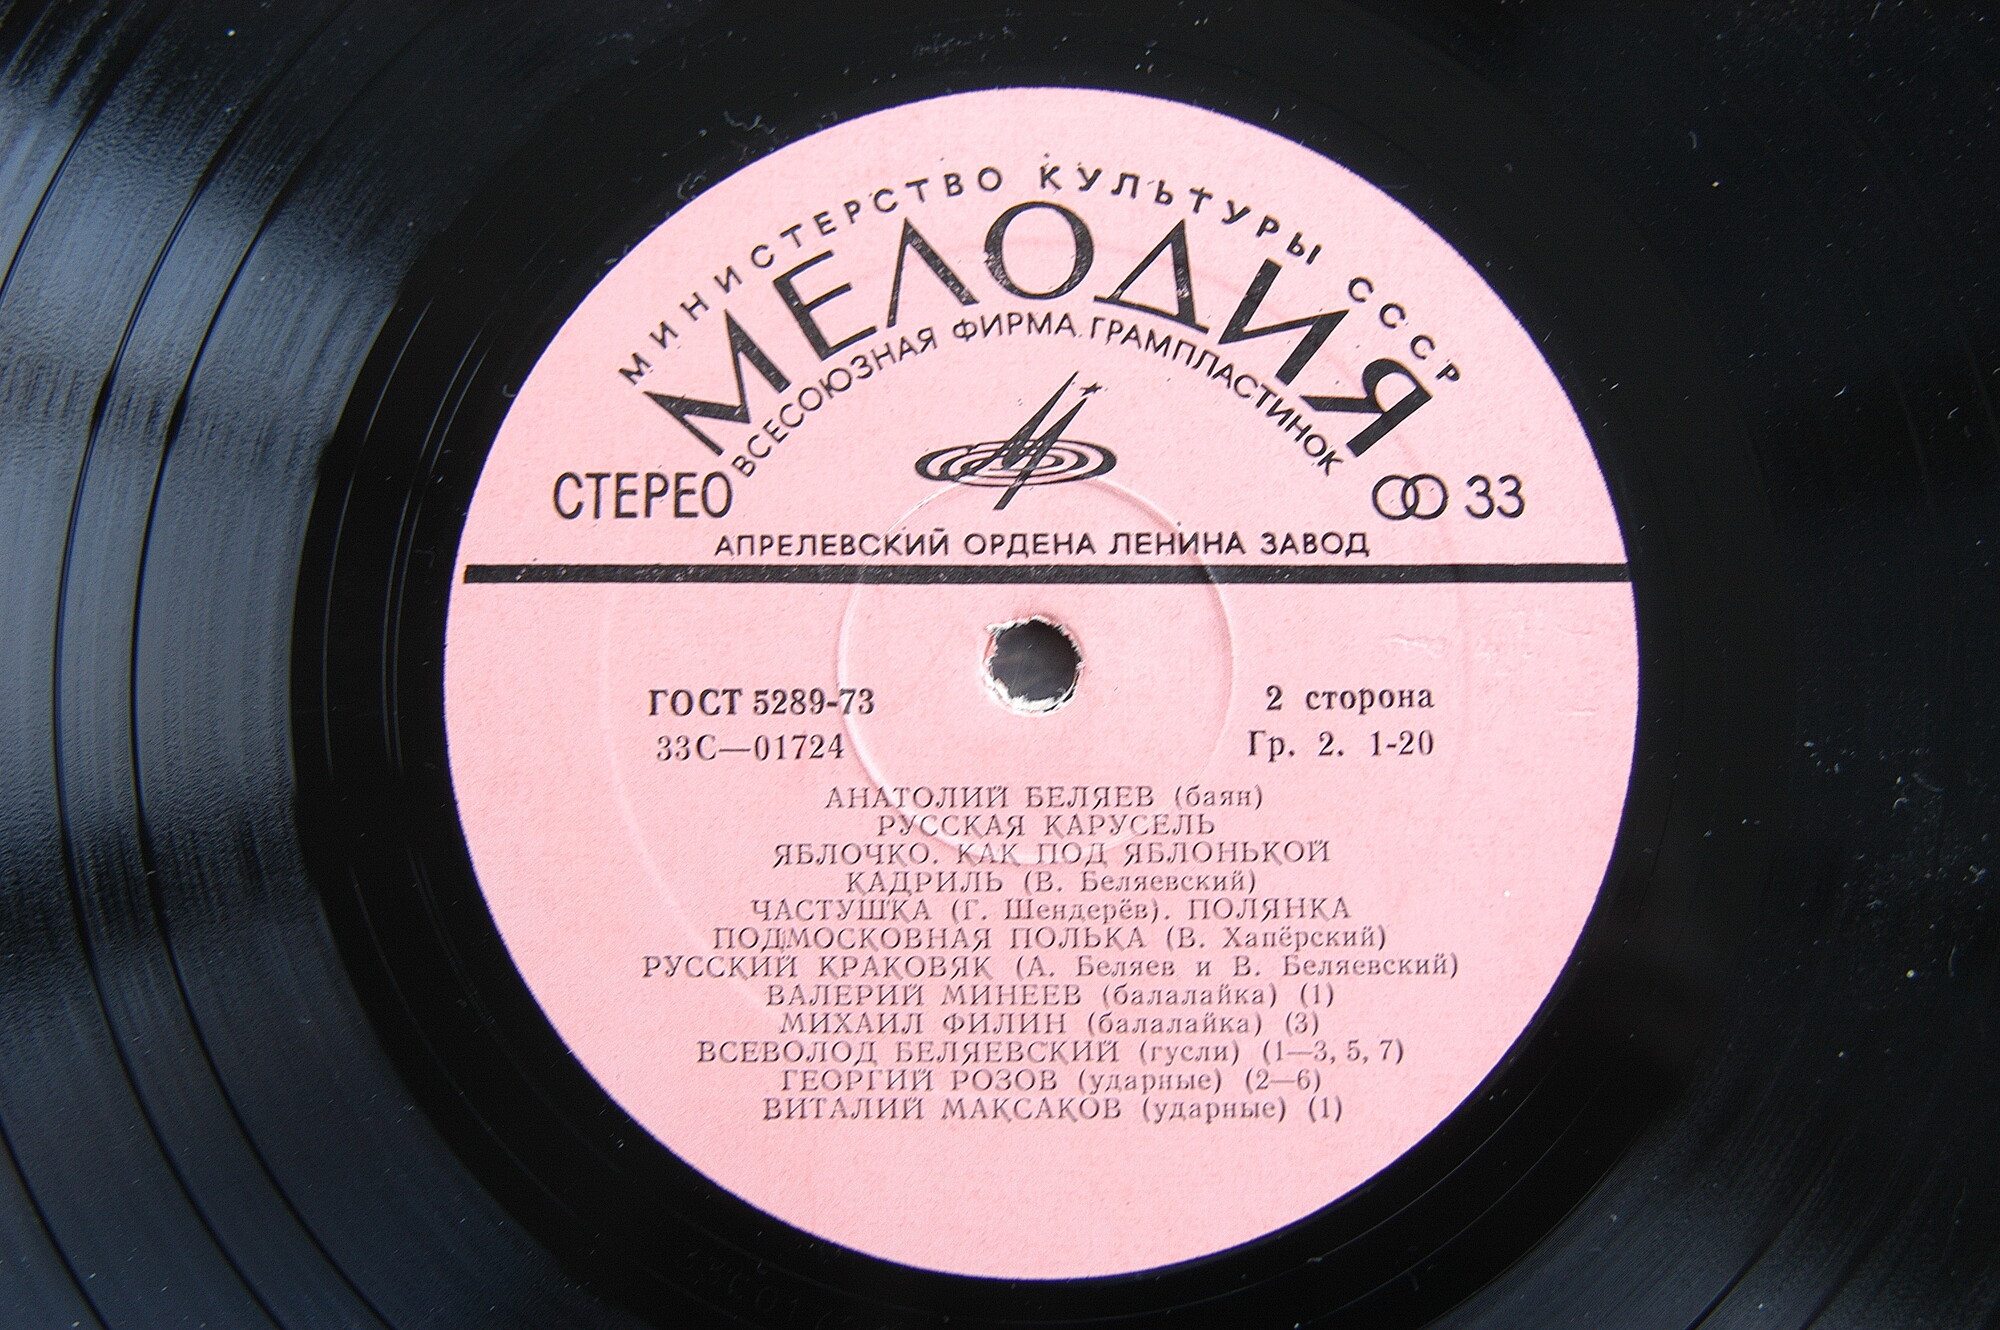 МИНИСТЕРСТВО КУЛЬТУРЫ СССР
МЕЛОДИЯ
ВСЕСОЮЗНАЯ ФИРМА ГРАМПЛАСТИНОК
СТЕРЕО 33
АПРЕЛЕВСКИЙ ОРДЕНА ЛЕНИНА ЗАВОД
ГОСТ 5289-73 2 сторона
33С—01724 Гр. 2. 1-20
АНАТОЛИЙ БЕЛЯЕВ (баян)
РУССКАЯ КАРУСЕЛЬ
ЯБЛОЧКО. КАК ПОД ЯБЛОНЬКОЙ
КАДРИЛЬ (В. Беляевский)
ЧАСТУШКА (Г. Шендерёв). ПОЛЯНКА
ПОДМОСКОВНАЯ ПОЛЬКА (В. Хапёрский)
РУССКИЙ КРАКОВЯК (А. Беляев и В. Беляевский)
ВАЛЕРИЙ МИНЕЕВ (балалайка) (1)
МИХАИЛ ФИЛИН (балалайка) (3)
ВСЕВОЛОД БЕЛЯЕВСКИЙ (гусли) (1—3, 5, 7)
ГЕОРГИЙ РОЗОВ (ударные) (2—6)
ВИТАЛИЙ МАКСАКОВ (ударные) (1)